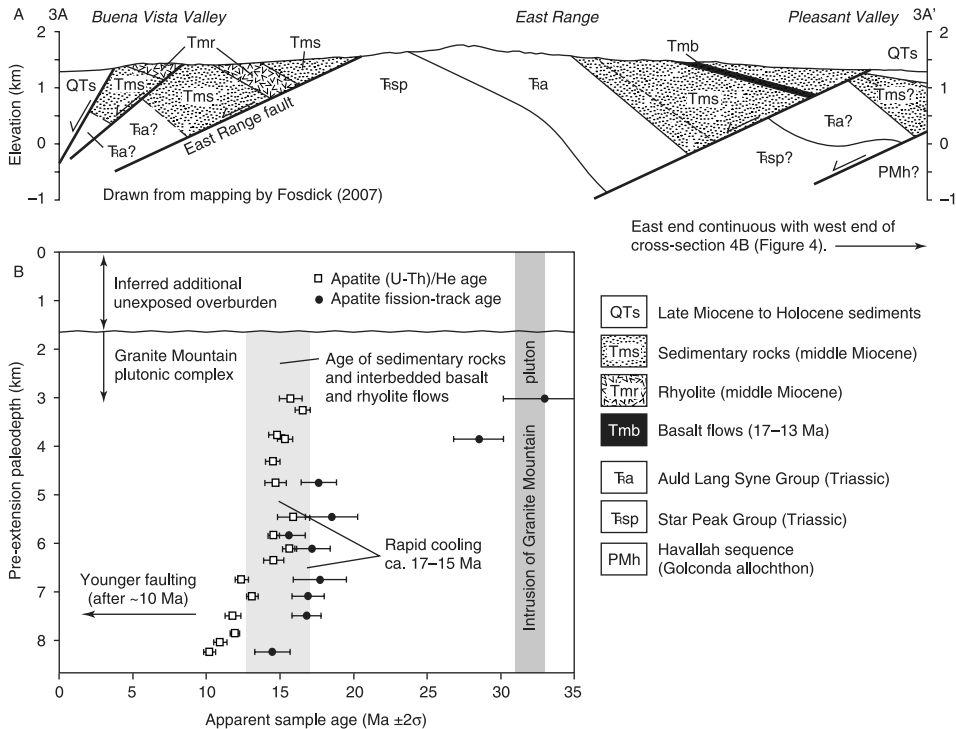 A 3A Buena Vista Valley East Range Pleasant Valley 3A'
Elevation (km)
2
1
0
–1
QTs
Tms
Tmr
Tms
Tms
Ŧa?
East Range fault
Ŧsp
Ŧa
Tmb
Tms
QTs
Tms?
Ŧa?
Ŧsp?
PMh?
2
1
0
–1
Drawn from mapping by Fosdick (2007)
East end continuous with west end of
cross-section 4B (Figure 4).
B
Pre-extension paleodepth (km)
0
1
2
3
4
5
6
7
8
Inferred additional
unexposed overburden
Apatite (U-Th)/He age
Apatite fission-track age
Granite Mountain
plutonic complex
Age of sedimentary rocks
and interbedded basalt
and rhyolite flows
Rapid cooling
ca. 17–15 Ma
Younger faulting
(after ~10 Ma)
Intrusion of Granite Mountain pluton
0 5 10 15 20 25 30 35
Apparent sample age (Ma ±2σ)
QTs Late Miocene to Holocene sediments
Tms Sedimentary rocks (middle Miocene)
Tmr Rhyolite (middle Miocene)
Tmb Basalt flows (17–13 Ma)
Ŧa Auld Lang Syne Group (Triassic)
Ŧsp Star Peak Group (Triassic)
PMh Havallah sequence
(Golconda allochthon)